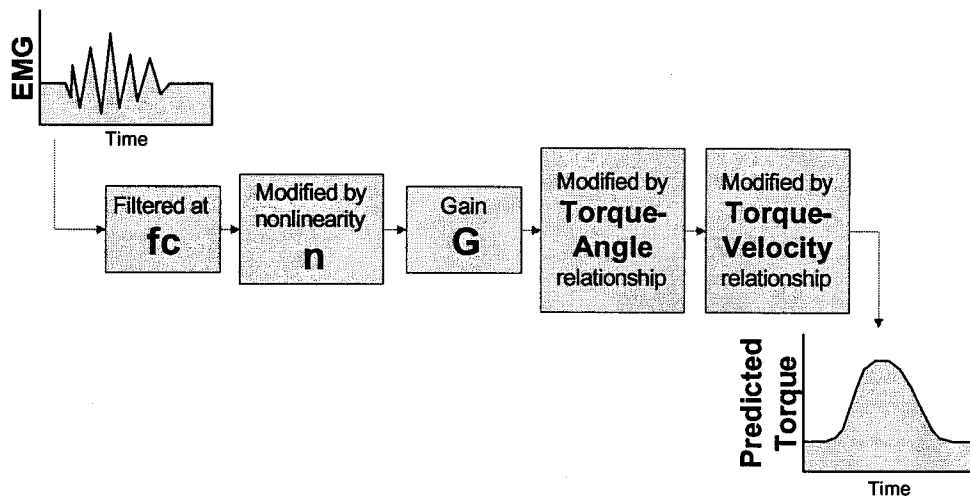 EMG
Time
Filtered at
fc
Modified by
nonlinearity
n
Gain
G
Modified by
Torque-
Angle
relationship
Modified by
Torque-
Velocity
relationship
Predicted
Torque
Time